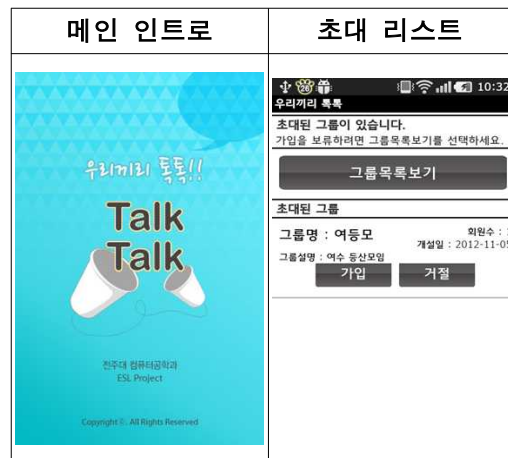 메인 인트로
초대 리스트
우리끼리 톡톡!!
Talk
Talk
전주대 컴퓨터공학과
ESL Project
Copyright ©. All Rights Reserved
10:32
우리끼리 톡톡
초대된 그룹이 있습니다.
가입을 보류하려면 그룹목록보기를 선택하세요.
그룹목록보기
초대된 그룹
그룹명 : 여등모
회원수 :
개설일 : 2012-11-05
그룹설명 : 여수 등산모임
가입
거절